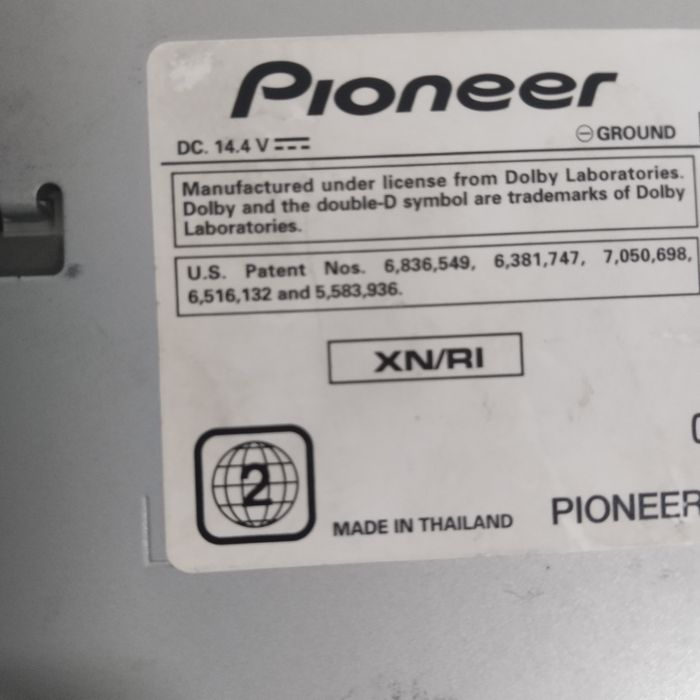 Pioneer
DC. 14.4 V
⊖GROUND
Manufactured under license from Dolby Laboratories.
Dolby and the double-D symbol are trademarks of Dolby
Laboratories.
U.S. Patent Nos. 6,836,549, 6,381,747, 7,050,698,
6,516,132 and 5,583,936.
XN/RI
2
MADE IN THAILAND
PIONEER